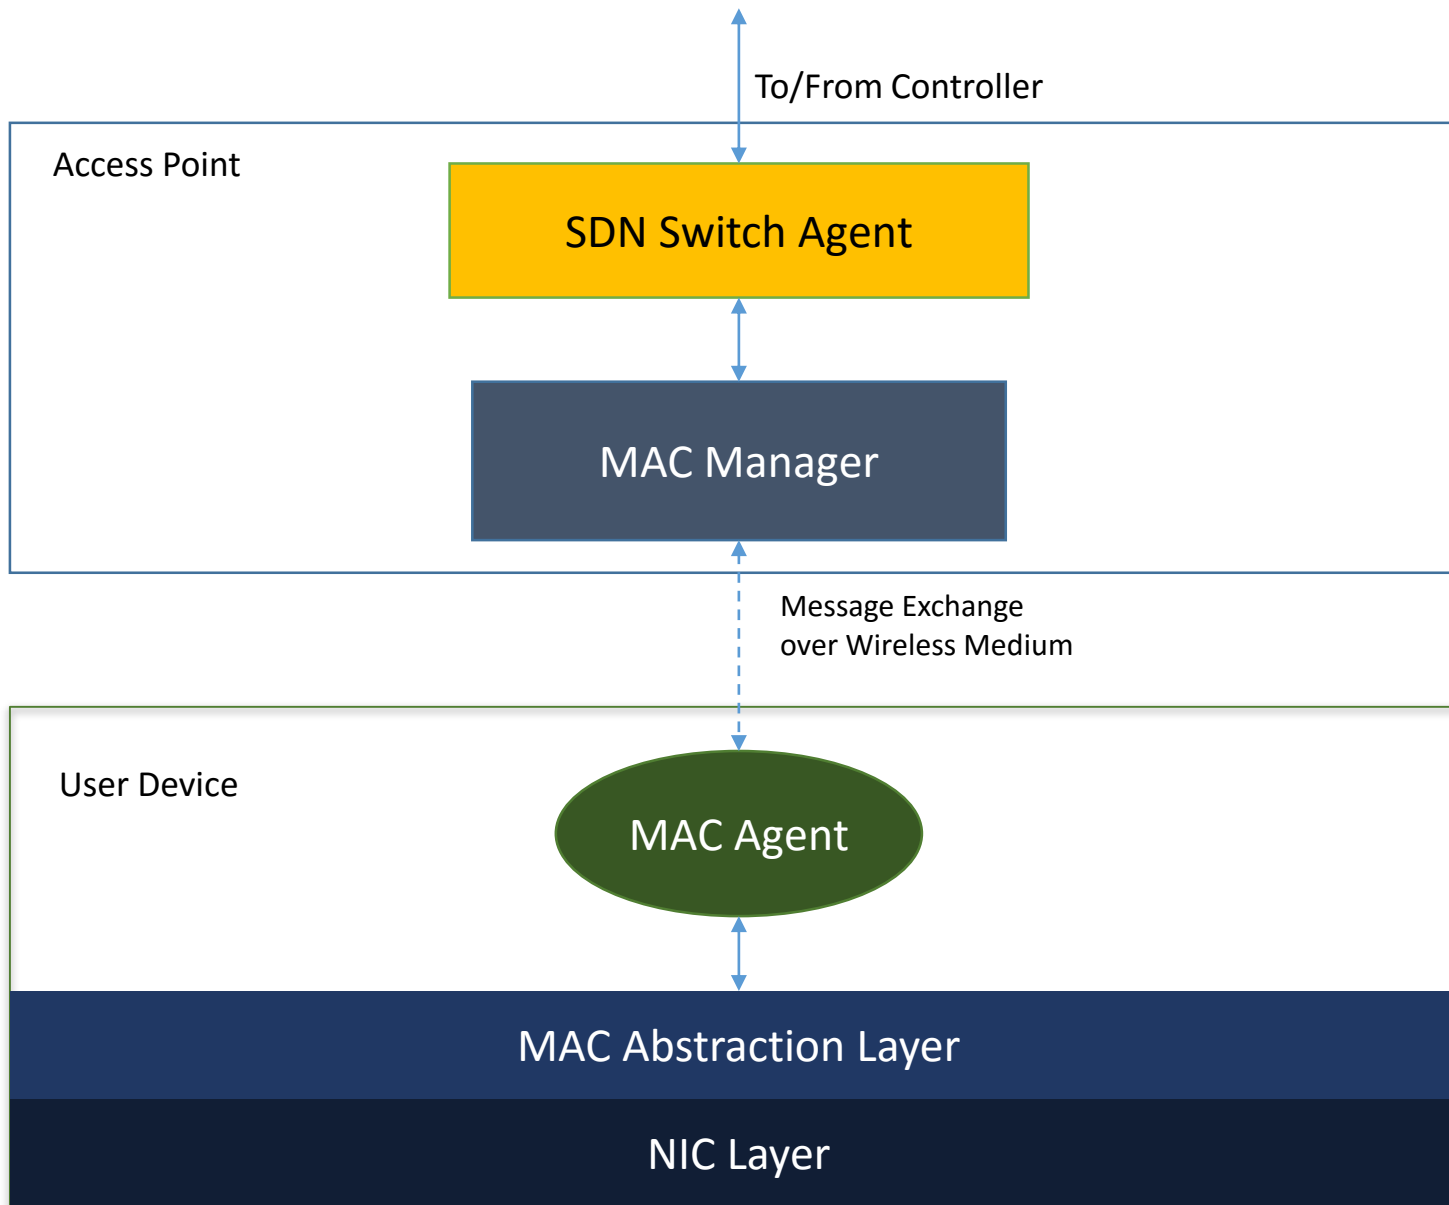 To/From Controller
Access Point
SDN Switch Agent
MAC Manager
Message Exchange
over Wireless Medium
User Device
MAC Agent
MAC Abstraction Layer
NIC Layer